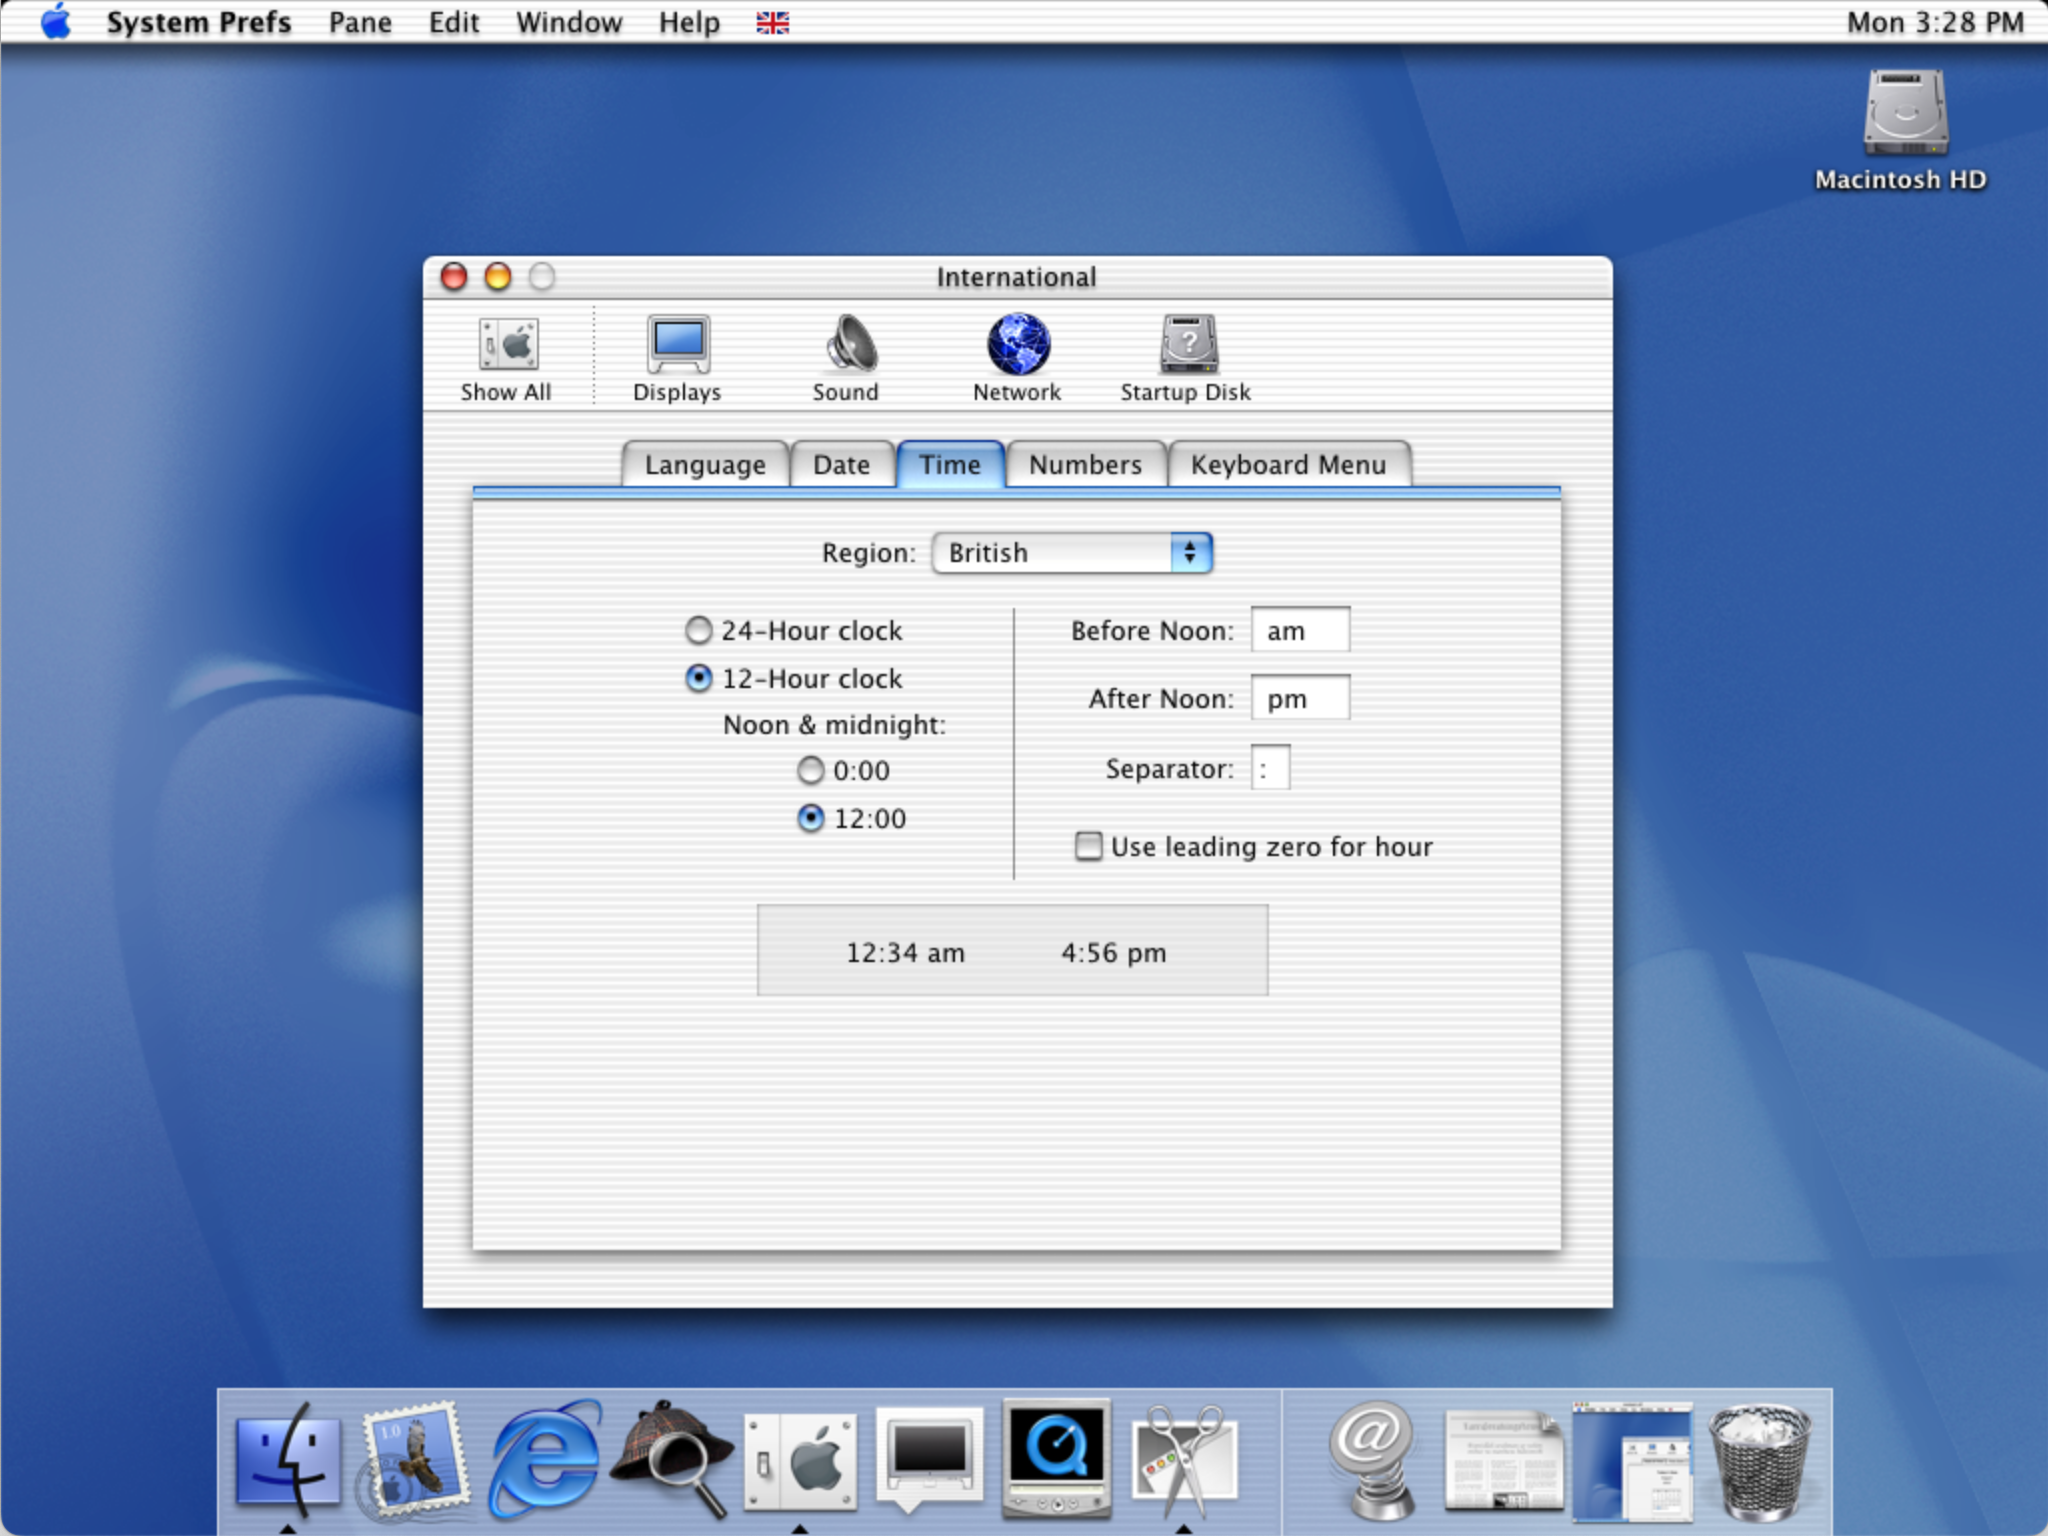 System Prefs Pane Edit Window Help Mon 3:28 PM
Macintosh HD
International
Show All Displays Sound Network Startup Disk
Language Date Time Numbers Keyboard Menu
Region: British
24-Hour clock
12-Hour clock
Noon & midnight:
0:00
12:00
Before Noon: am
After Noon: pm
Separator: :
Use leading zero for hour
12:34 am 4:56 pm
1.0
@